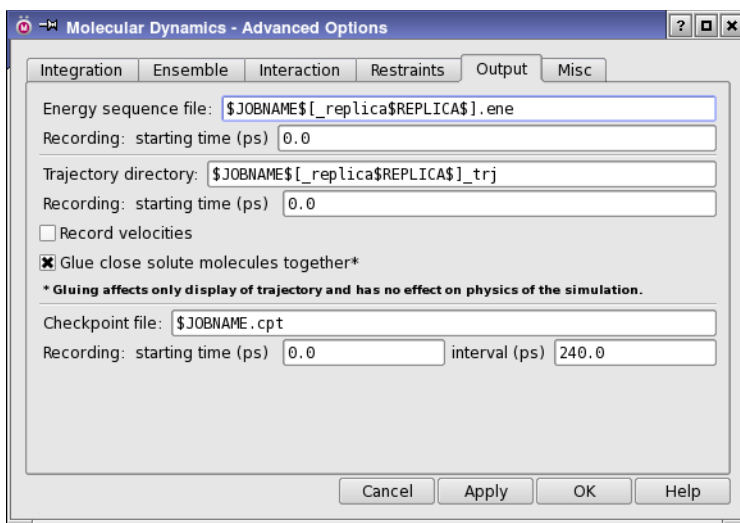 Molecular Dynamics - Advanced Options
Integration Ensemble Interaction Restraints Output Misc
Energy sequence file: $JOBNAME$[_replica$REPLICA$].ene
Recording: starting time (ps) 0.0
Trajectory directory: $JOBNAME$[_replica$REPLICA$]_trj
Recording: starting time (ps) 0.0
Record velocities
Glue close solute molecules together*
* Gluing affects only display of trajectory and has no effect on physics of the simulation.
Checkpoint file: $JOBNAME.cpt
Recording: starting time (ps) 0.0 interval (ps) 240.0
Cancel Apply OK Help